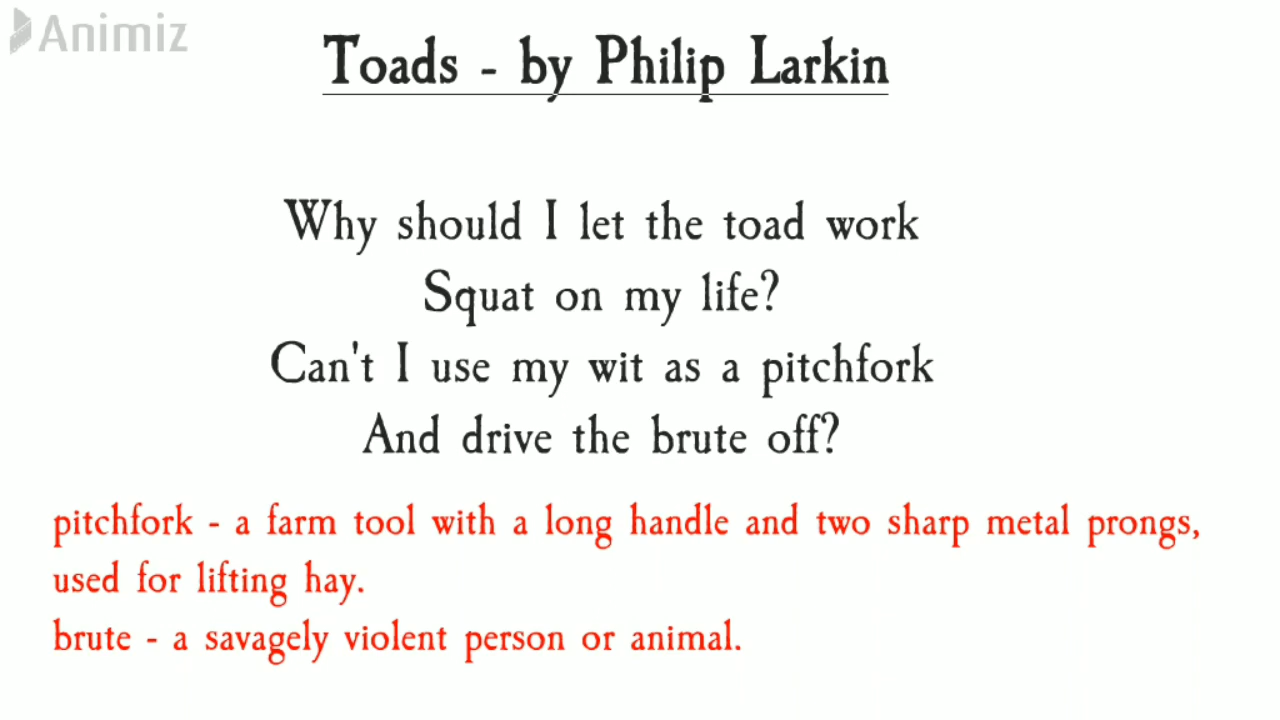 Animiz
Toads - by Philip Larkin
Why should I let the toad work
Squat on my life?
Can't I use my wit as a pitchfork
And drive the brute off?
pitchfork - a farm tool with a long handle and two sharp metal prongs,
used for lifting hay.
brute - a savagely violent person or animal.